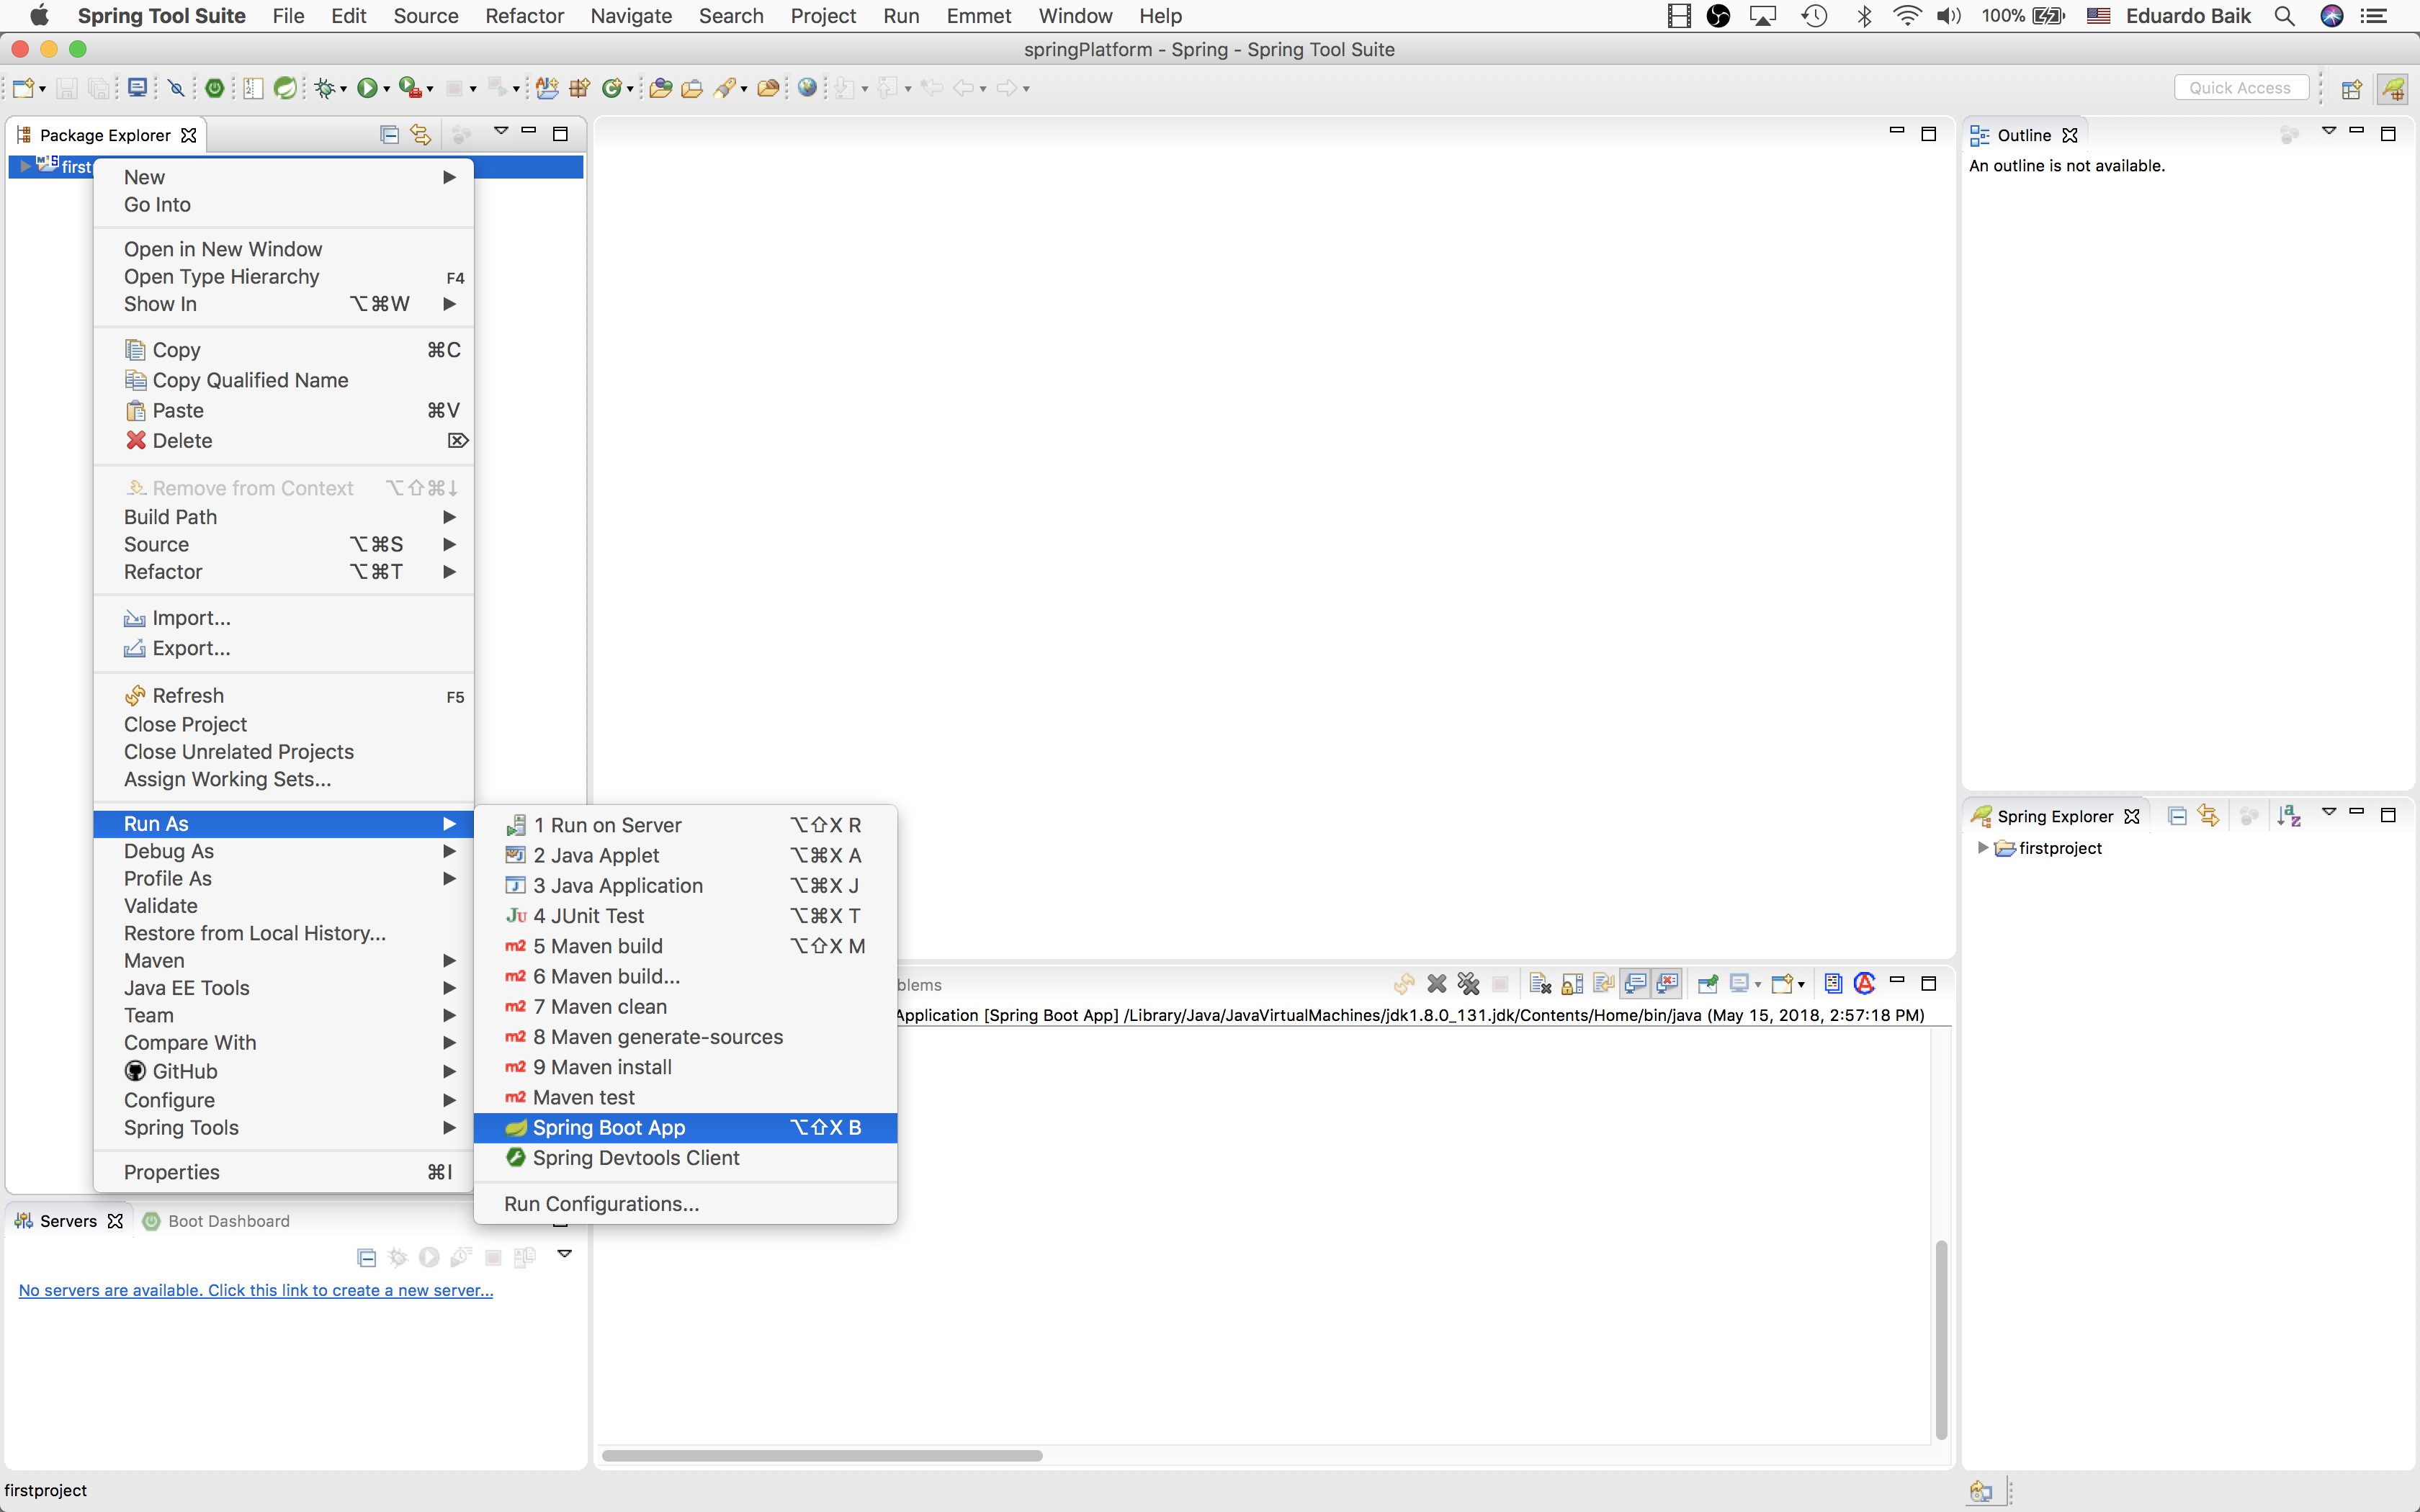 Spring Tool Suite File Edit Source Refactor Navigate Search Project Run Emmet Window Help 100% Eduardo Baik
springPlatform - Spring - Spring Tool Suite
Quick Access
Package Explorer
first
New
Go Into
Open in New Window
Open Type Hierarchy F4
Show In ⌥⌘W
Copy ⌘C
Copy Qualified Name
Paste ⌘V
Delete ⌦
Remove from Context ⌥⇧⌘↓
Build Path
Source ⌥⌘S
Refactor ⌥⌘T
Import...
Export...
Refresh F5
Close Project
Close Unrelated Projects
Assign Working Sets...
Run As
Debug As
Profile As
Validate
Restore from Local History...
Maven
Java EE Tools
Team
Compare With
GitHub
Configure
Spring Tools
Properties ⌘I
1 Run on Server ⌥⇧X R
2 Java Applet ⌥⌘X A
3 Java Application ⌥⌘X J
4 JUnit Test ⌥⌘X T
m2 5 Maven build ⌥⇧X M
m2 6 Maven build...
m2 7 Maven clean
m2 8 Maven generate-sources
m2 9 Maven install
m2 Maven test
Spring Boot App ⌥⇧X B
Spring Devtools Client
Run Configurations...
blems
Application [Spring Boot App] /Library/Java/JavaVirtualMachines/jdk1.8.0_131.jdk/Contents/Home/bin/java (May 15, 2018, 2:57:18 PM)
Outline
An outline is not available.
Spring Explorer
firstproject
Servers Boot Dashboard
No servers are available. Click this link to create a new server...
firstproject